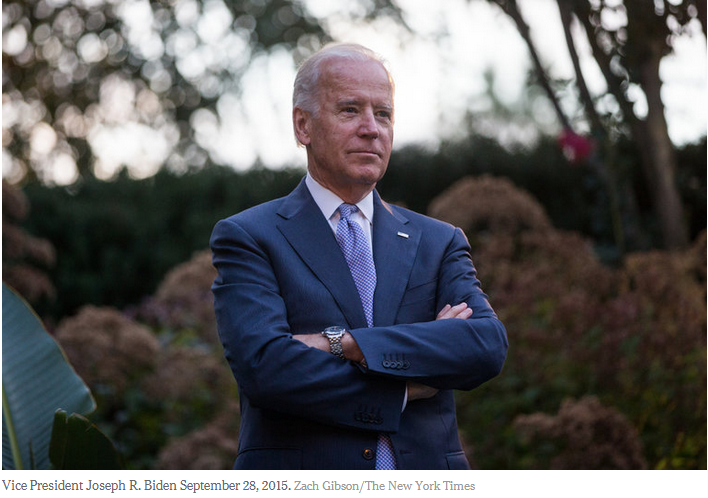 Vice President Joseph R. Biden September 28, 2015. Zach Gibson/The New York Times